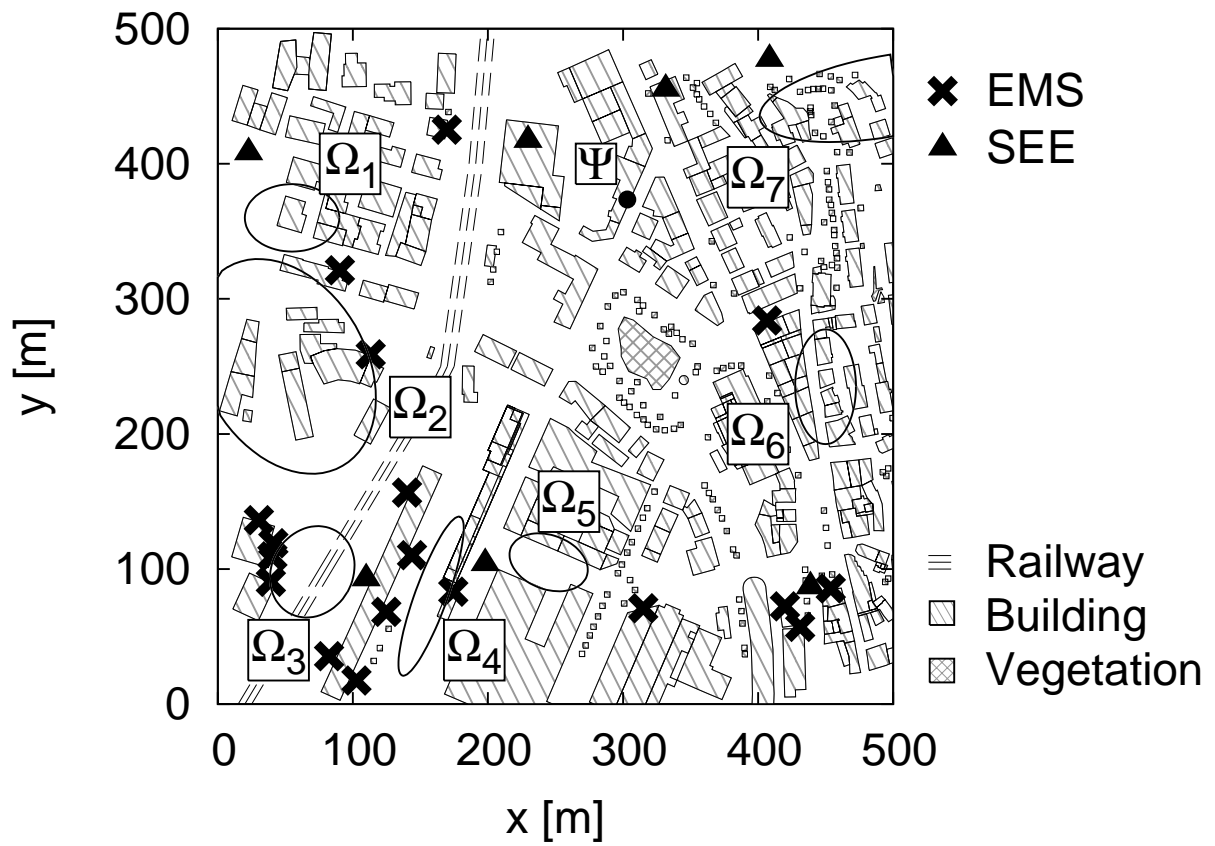 500
400
300
200
100
0
y [m]
0 100 200 300 400 500
x [m]
Ω1
Ψ
Ω7
Ω2
Ω6
Ω5
Ω3
Ω4
EMS
SEE
Railway
Building
Vegetation